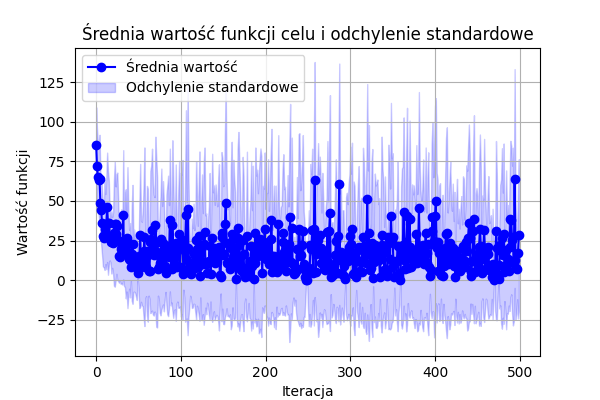 Średnia wartość funkcji celu i odchylenie standardowe
Średnia wartość
Odchylenie standardowe
Wartość funkcji
125
100
75
50
25
0
−25
0 100 200 300 400 500
Iteracja